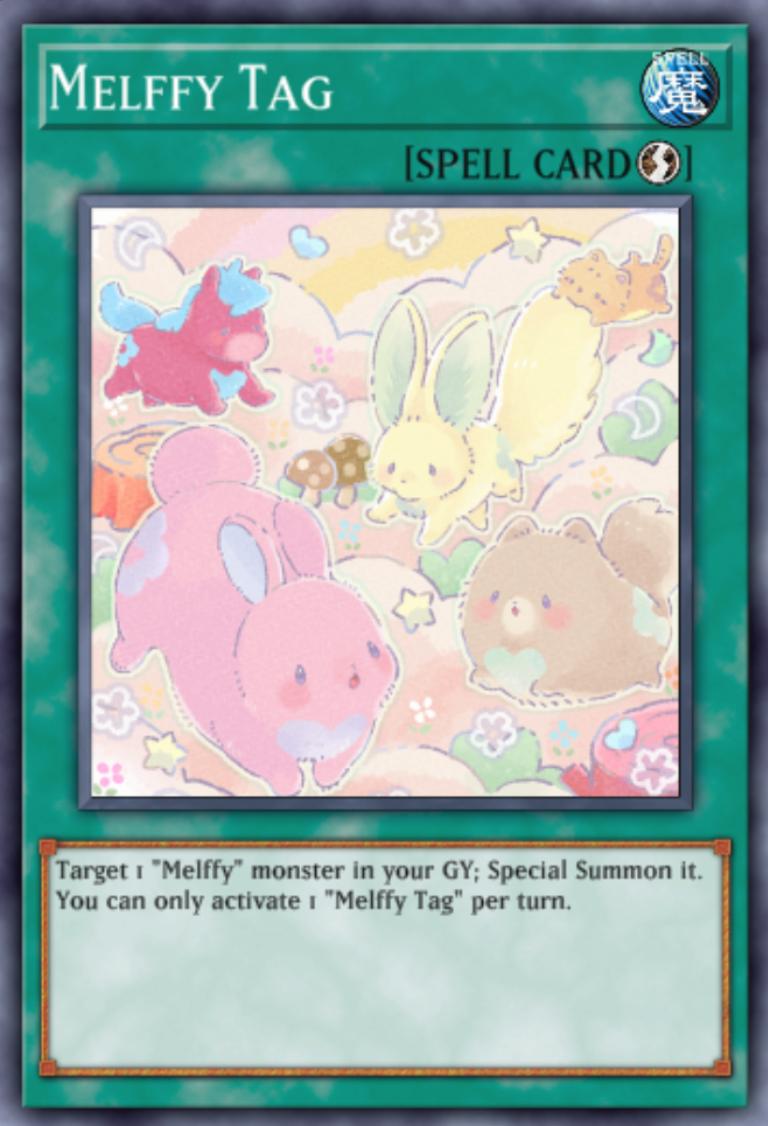 MELFFY TAG
SPELL
魔
[SPELL CARD]
Target 1 "Melffy" monster in your GY; Special Summon it.
You can only activate 1 "Melffy Tag" per turn.